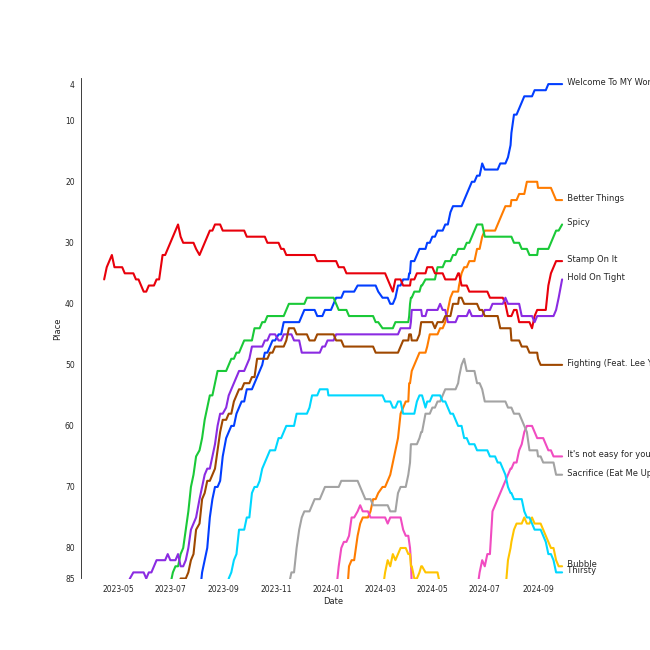 4
10
20
30
40
50
60
70
80
85
Place
2023-05
2023-07
2023-09
2023-11
2024-01
2024-03
2024-05
2024-07
2024-09
Date
Welcome To MY Wor
Better Things
Spicy
Stamp On It
Hold On Tight
Fighting (Feat. Lee Y
It's not easy for you
Sacrifice (Eat Me Up
Bubble
Thirsty